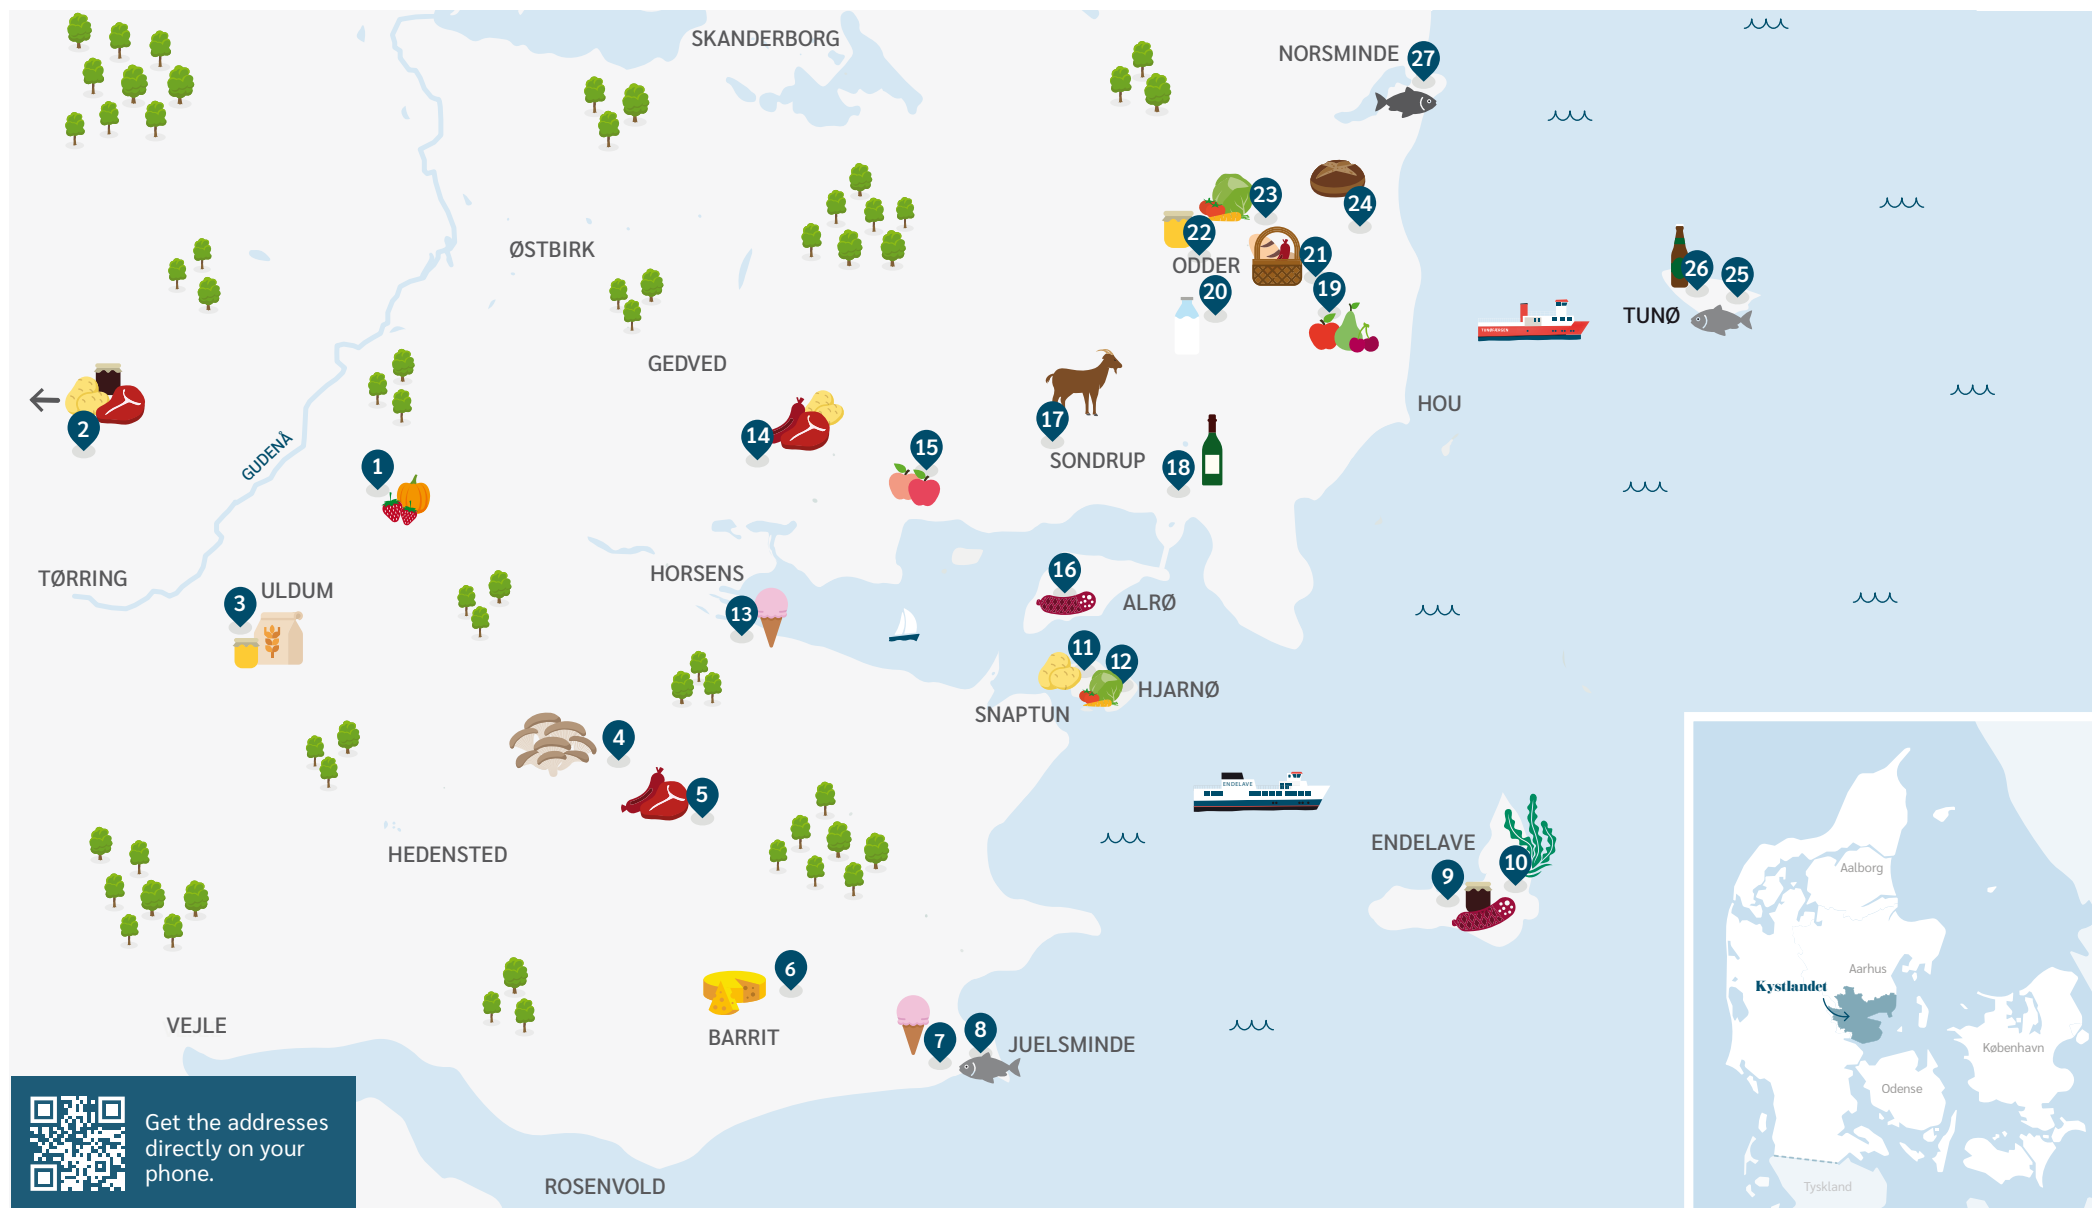 SKANDERBORG
NORSMINDE
27
23
24
22
21
ØSTBIRK
ODDER
26
25
20
19
TUNØ
TUNØFÆRGEN
GEDVED
HOU
2
17
14
15
GUDENÅ
1
SONDRUP
18
HORSENS
16
TØRRING
ULDUM
3
13
ALRØ
11
12
HJARNØ
SNAPTUN
4
ENDELAVE
5
ENDELAVE
HEDENSTED
10
9
6
BARRIT
VEJLE
7
8
JUELSMINDE
Get the addresses
directly on your
phone.
ROSENVOLD
Aalborg
Aarhus
Kystlandet
København
Odense
Tyskland